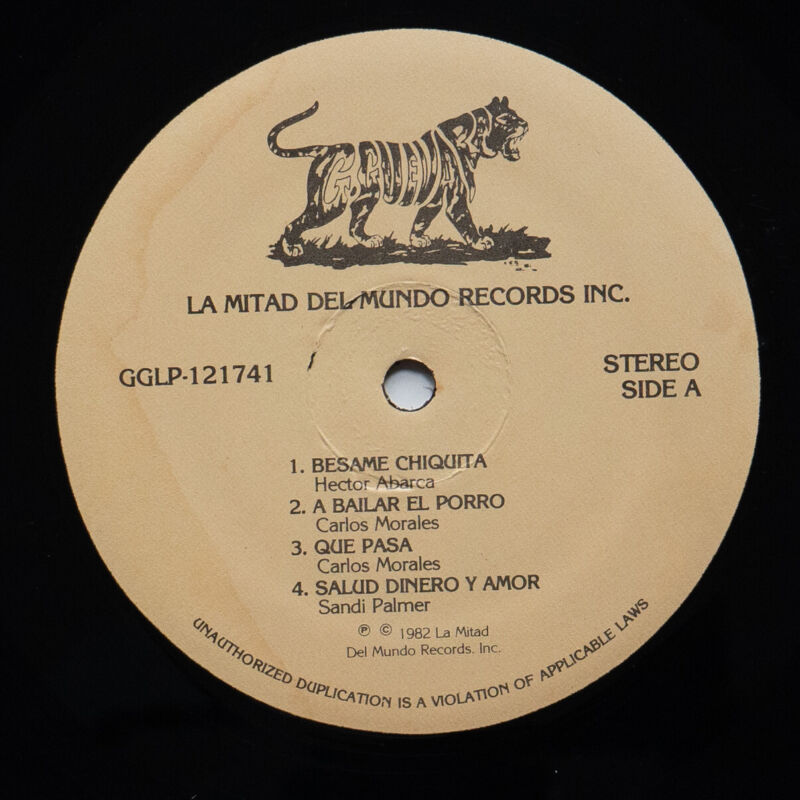 G. GUEVARA
LA MITAD DEL MUNDO RECORDS INC.
GGLP-121741
STEREO
SIDE A
1. BESAME CHIQUITA
Hector Abarca
2. A BAILAR EL PORRO
Carlos Morales
3. QUE PASA
Carlos Morales
4. SALUD DINERO Y AMOR
Sandi Palmer
℗ © 1982 La Mitad
Del Mundo Records. Inc.
UNAUTHORIZED DUPLICATION IS A VIOLATION OF APPLICABLE LAWS